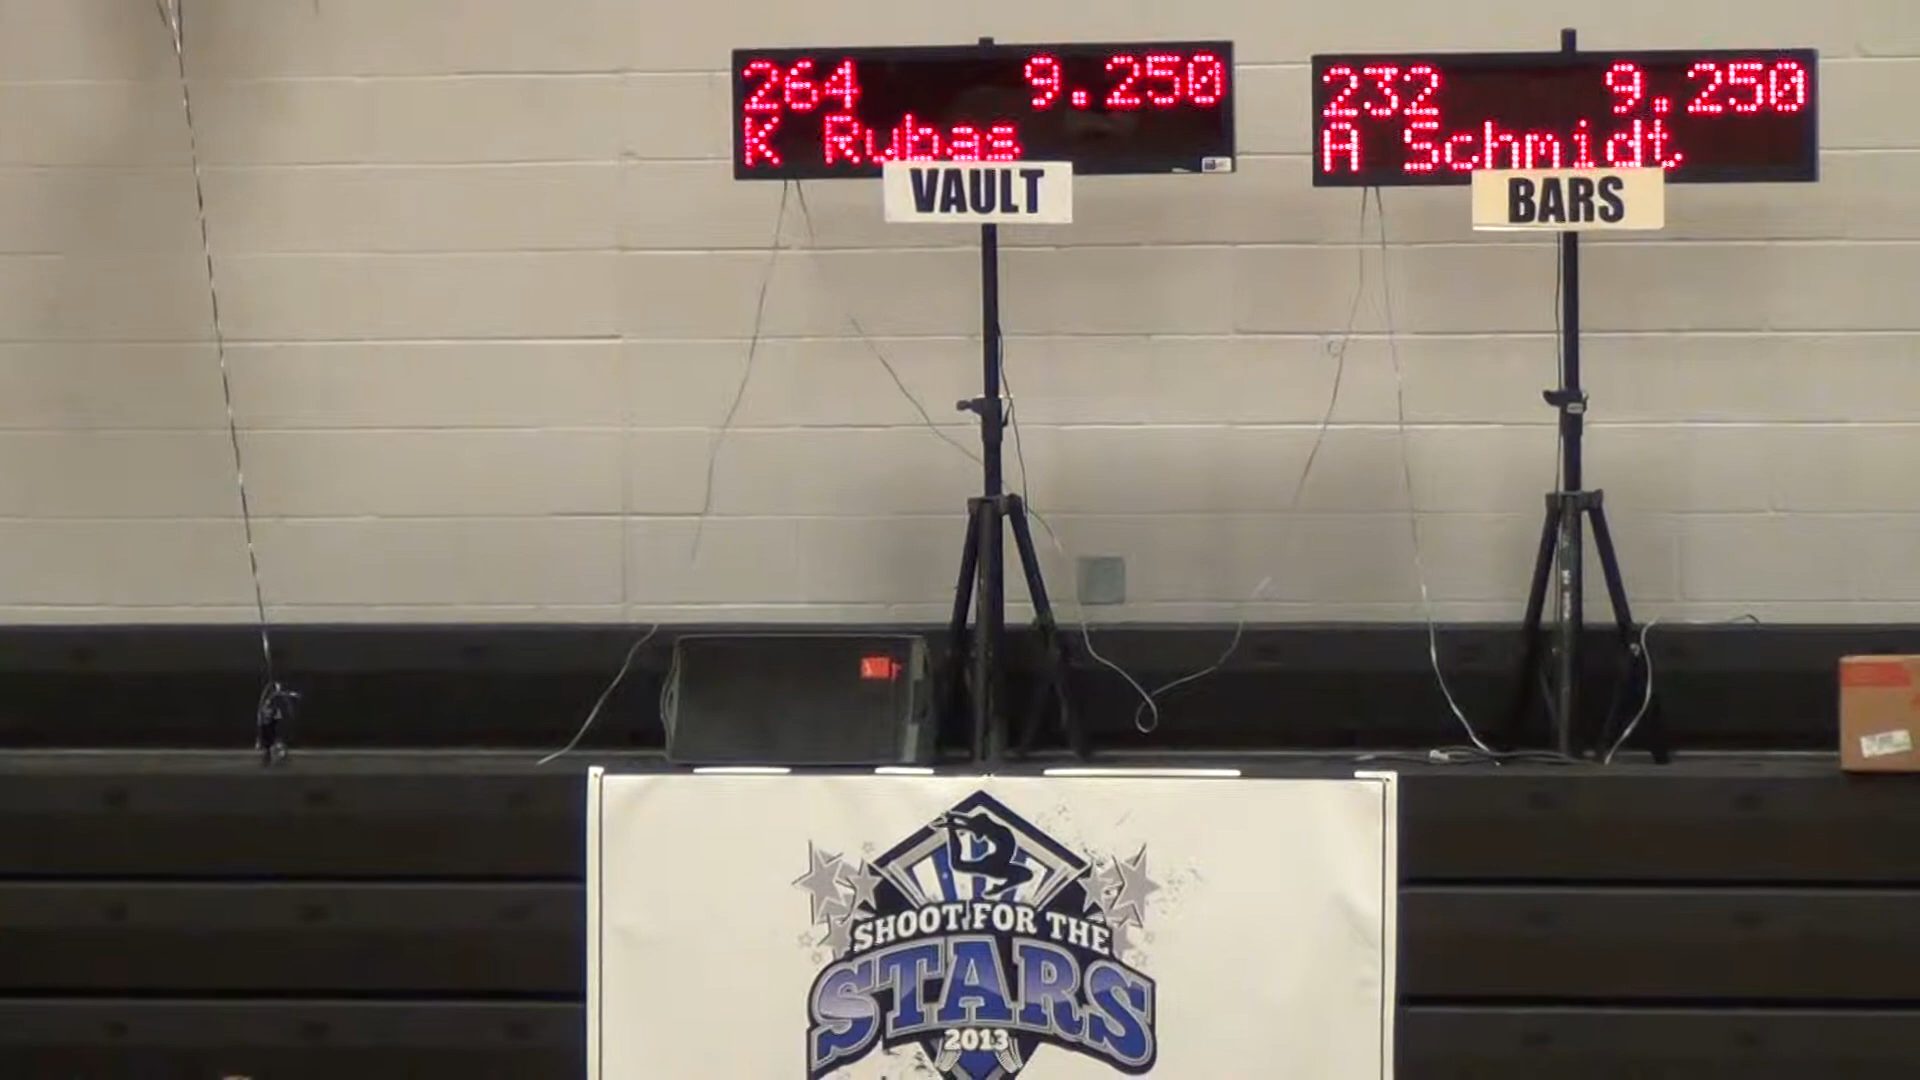 264 9.250
K Rubas
VAULT
232 9.250
A Schmidt
BARS
SHOOT FOR THE
STARS
2013